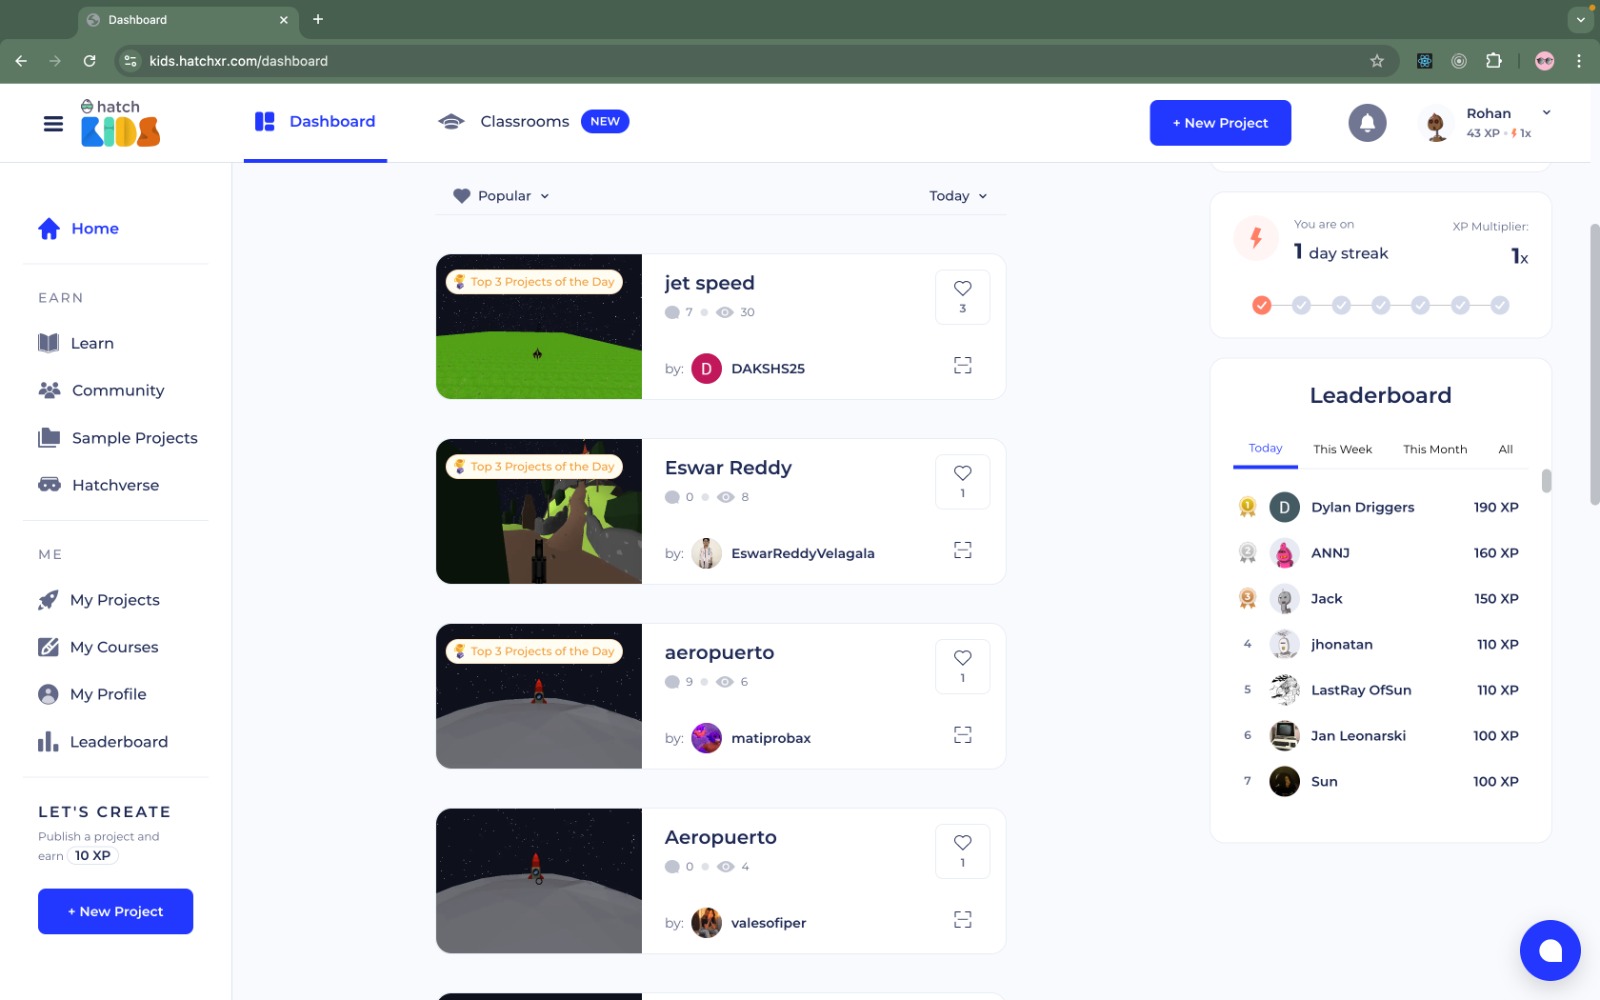 Dashboard
kids.hatchxr.com/dashboard
hatch
KIDS
Dashboard
Classrooms NEW
+ New Project
Rohan
43 XP 1x
Home
EARN
Learn
Community
Sample Projects
Hatchverse
ME
My Projects
My Courses
My Profile
Leaderboard
LET'S CREATE
Publish a project and
earn 10 XP
+ New Project
Popular
Today
Top 3 Projects of the Day
jet speed
7 30
3
by: D DAKSHS25
Top 3 Projects of the Day
Eswar Reddy
0 8
1
by: EswarReddyVelagala
Top 3 Projects of the Day
aeropuerto
9 6
1
by: matiprobax
Aeropuerto
0 4
1
by: valesofiper
You are on
1 day streak
XP Multiplier:
1x
Leaderboard
Today This Week This Month All
1 D Dylan Driggers 190 XP
2 ANNJ 160 XP
3 Jack 150 XP
4 jhonatan 110 XP
5 LastRay OfSun 110 XP
6 Jan Leonarski 100 XP
7 Sun 100 XP